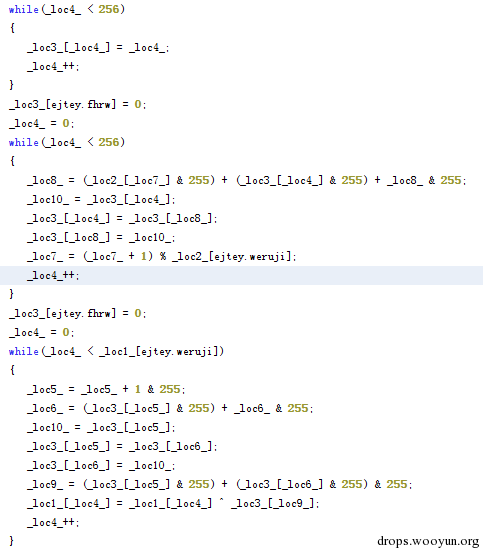 while(_loc4_ < 256)
{
_loc3_[_loc4_] = _loc4_;
_loc4_++;
}
_loc3_[ejtey.fhrw] = 0;
_loc4_ = 0;
while(_loc4_ < 256)
{
_loc8_ = (_loc2_[_loc7_] & 255) + (_loc3_[_loc4_] & 255) + _loc8_ & 255;
_loc10_ = _loc3_[_loc4_];
_loc3_[_loc4_] = _loc3_[_loc8_];
_loc3_[_loc8_] = _loc10_;
_loc7_ = (_loc7_ + 1) % _loc2_[ejtey.weruji];
_loc4_++;
}
_loc3_[ejtey.fhrw] = 0;
_loc4_ = 0;
while(_loc4_ < _loc1_[ejtey.weruji])
{
_loc5_ = _loc5_ + 1 & 255;
_loc6_ = (_loc3_[_loc5_] & 255) + _loc6_ & 255;
_loc10_ = _loc3_[_loc5_];
_loc3_[_loc5_] = _loc3_[_loc6_];
_loc3_[_loc6_] = _loc10_;
_loc9_ = (_loc3_[_loc5_] & 255) + (_loc3_[_loc6_] & 255) & 255;
_loc1_[_loc4_] = _loc1_[_loc4_] ^ _loc3_[_loc9_];
_loc4_++;
}
drops.wooyun.org